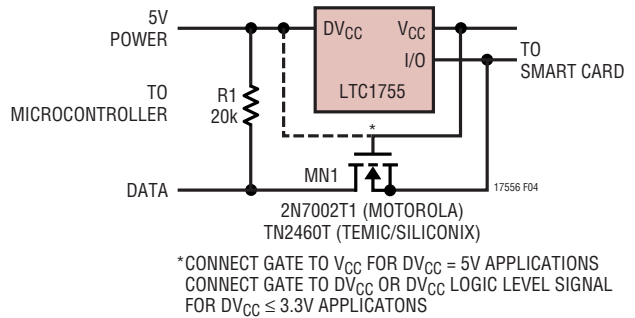 5V
POWER
DVCC
VCC
I/O
LTC1755
TO
SMART CARD
TO
MICROCONTROLLER
R1
20k
*
MN1
DATA
17556 F04
2N7002T1 (MOTOROLA)
TN2460T (TEMIC/SILICONIX)
*CONNECT GATE TO VCC FOR DVCC = 5V APPLICATIONS
CONNECT GATE TO DVCC OR DVCC LOGIC LEVEL SIGNAL
FOR DVCC ≤ 3.3V APPLICATONS